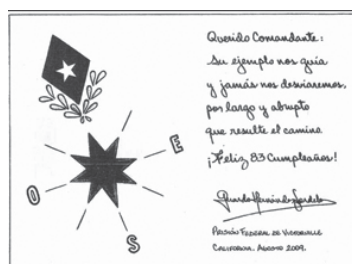 Querido Comandante:
Su ejemplo nos guía
y jamás nos desviaremos,
por largo y abrupto
que resulte el camino
¡Feliz 83 Cumpleaños!
E
O
S
Prisión Federal de Victorville
California. Agosto 2009.